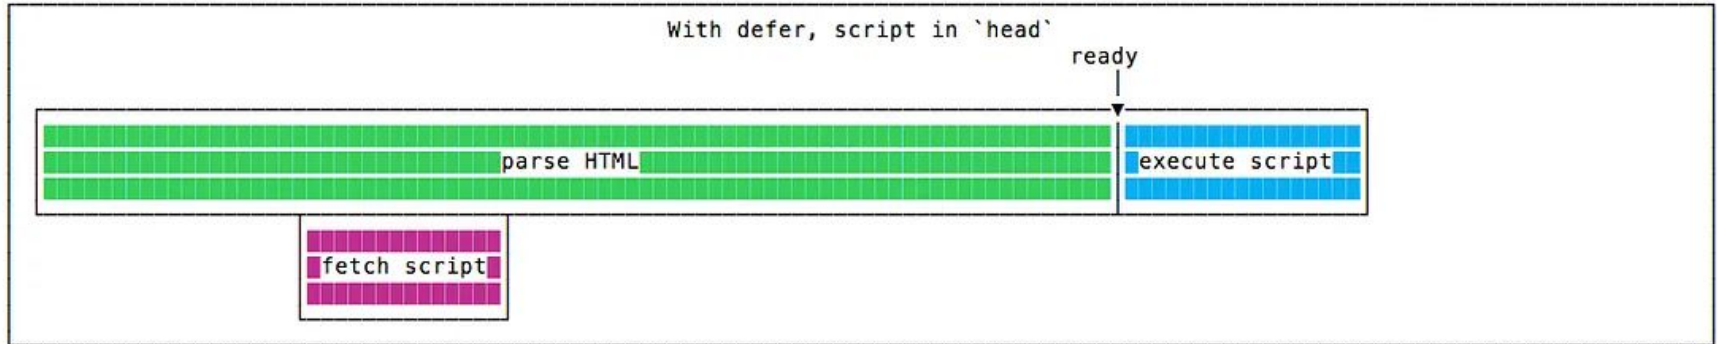 With defer, script in `head`
ready
parse HTML
execute script
fetch script